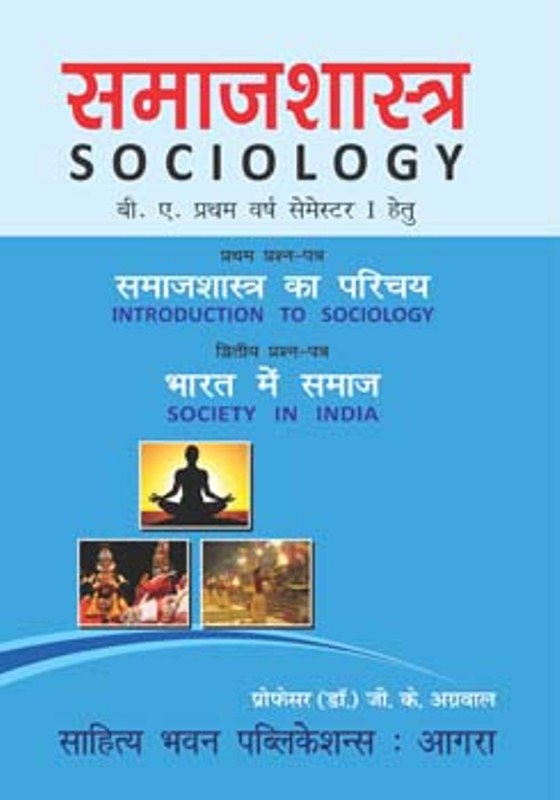 समाजशास्त्र
SOCIOLOGY
बी. ए. प्रथम वर्ष सेमेस्टर I हेतु
प्रथम प्रश्न-पत्र
समाजशास्त्र का परिचय
INTRODUCTION TO SOCIOLOGY
द्वितीय प्रश्न-पत्र
भारत में समाज
SOCIETY IN INDIA
प्रोफेसर (डॉ.) जी. के. अग्रवाल
साहित्य भवन पब्लिकेशन्स : आगरा